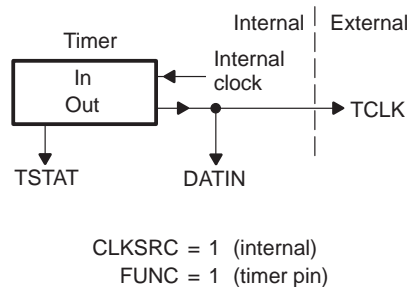 Internal
External
Timer
Internal
clock
In
Out
TCLK
TSTAT
DATIN
CLKSRC = 1 (internal)
FUNC = 1 (timer pin)